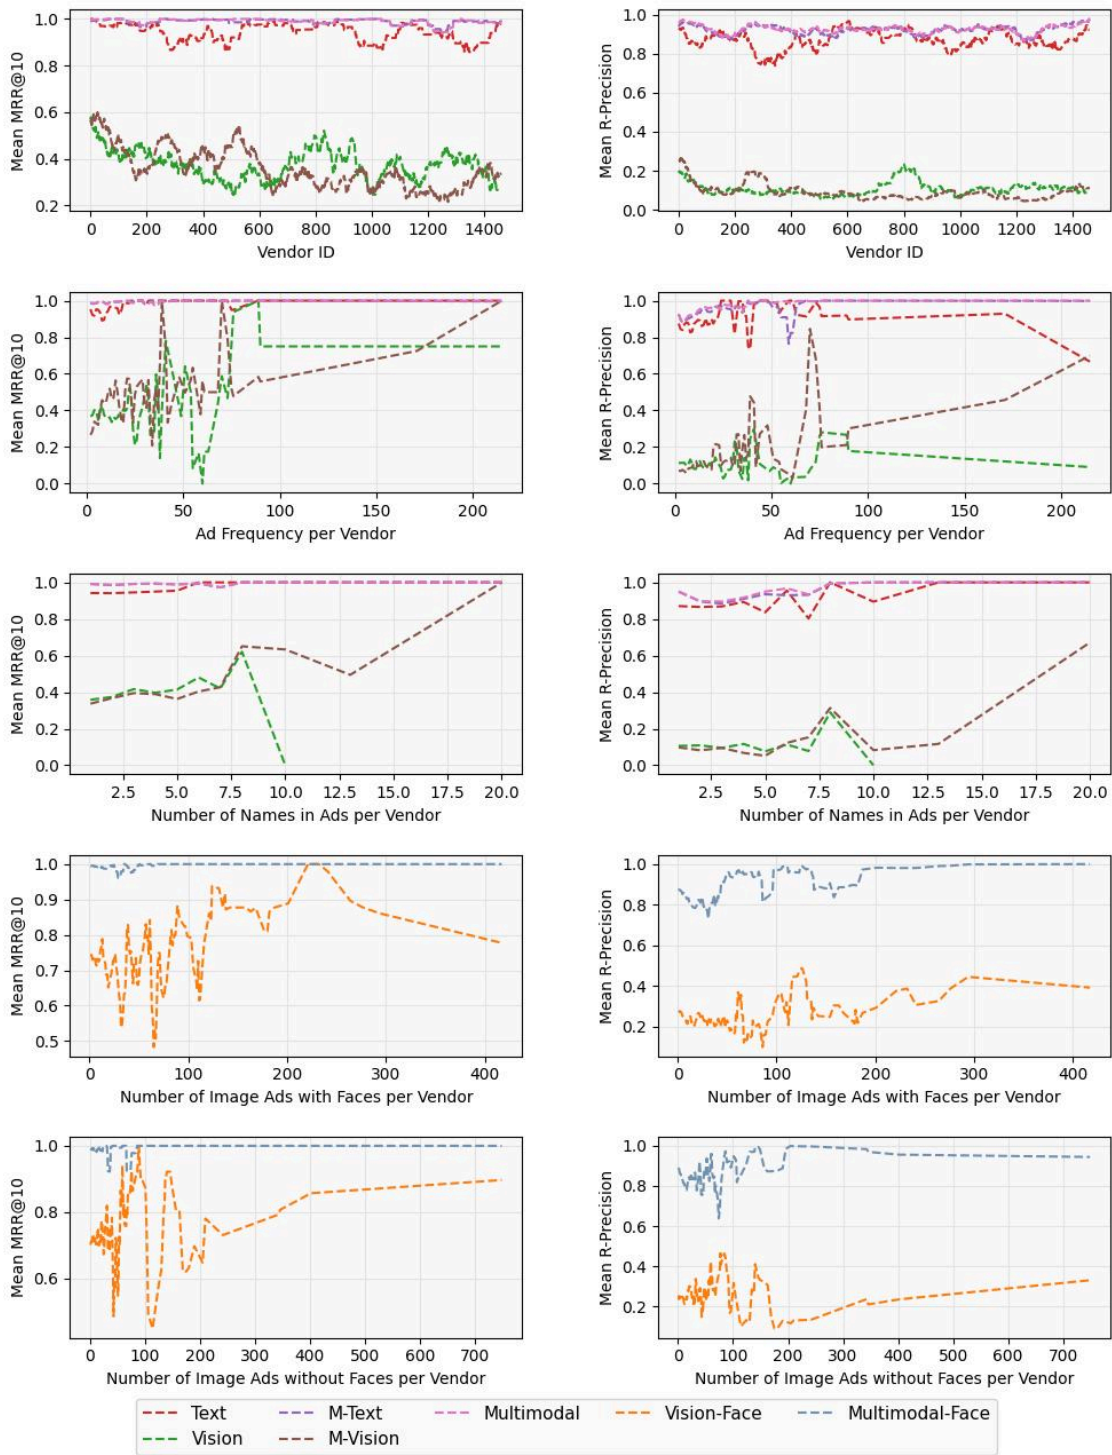 Mean MRR@10
1.0
0.8
0.6
0.4
0.2
0 200 400 600 800 1000 1200 1400
Vendor ID
Mean R-Precision
1.0
0.8
0.6
0.4
0.2
0.0
0 200 400 600 800 1000 1200 1400
Vendor ID
Mean MRR@10
1.0
0.8
0.6
0.4
0.2
0.0
0 50 100 150 200
Ad Frequency per Vendor
Mean R-Precision
1.0
0.8
0.6
0.4
0.2
0.0
0 50 100 150 200
Ad Frequency per Vendor
Mean MRR@10
1.0
0.8
0.6
0.4
0.2
0.0
2.5 5.0 7.5 10.0 12.5 15.0 17.5 20.0
Number of Names in Ads per Vendor
Mean R-Precision
1.0
0.8
0.6
0.4
0.2
0.0
2.5 5.0 7.5 10.0 12.5 15.0 17.5 20.0
Number of Names in Ads per Vendor
Mean MRR@10
1.0
0.9
0.8
0.7
0.6
0.5
0 100 200 300 400
Number of Image Ads with Faces per Vendor
Mean R-Precision
1.0
0.8
0.6
0.4
0.2
0 100 200 300 400
Number of Image Ads with Faces per Vendor
Mean MRR@10
1.0
0.8
0.6
0 100 200 300 400 500 600 700
Number of Image Ads without Faces per Vendor
Mean R-Precision
1.0
0.8
0.6
0.4
0.2
0 100 200 300 400 500 600 700
Number of Image Ads without Faces per Vendor
Text M-Text Multimodal Vision-Face Multimodal-Face
Vision M-Vision